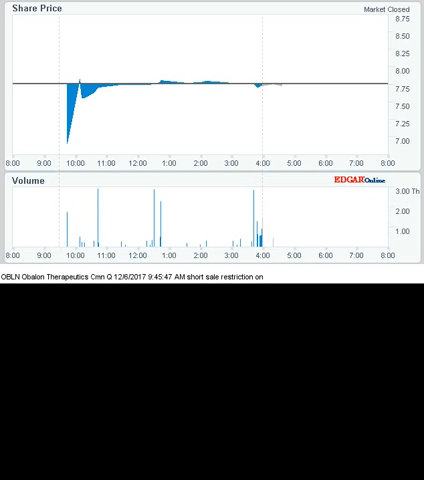 Share Price
Market Closed
8.75
8.50
8.25
8.00
7.75
7.50
7.25
7.00
8:00 9:00 10:00 11:00 12:00 1:00 2:00 3:00 4:00 5:00 6:00 7:00 8:00
Volume
EDGAROnline
3.00 Th
2.00
1.00
8:00 9:00 10:00 11:00 12:00 1:00 2:00 3:00 4:00 5:00 6:00 7:00 8:00
OBLN Obalon Therapeutics Cmn Q 12/6/2017 9:45:47 AM short sale restriction on